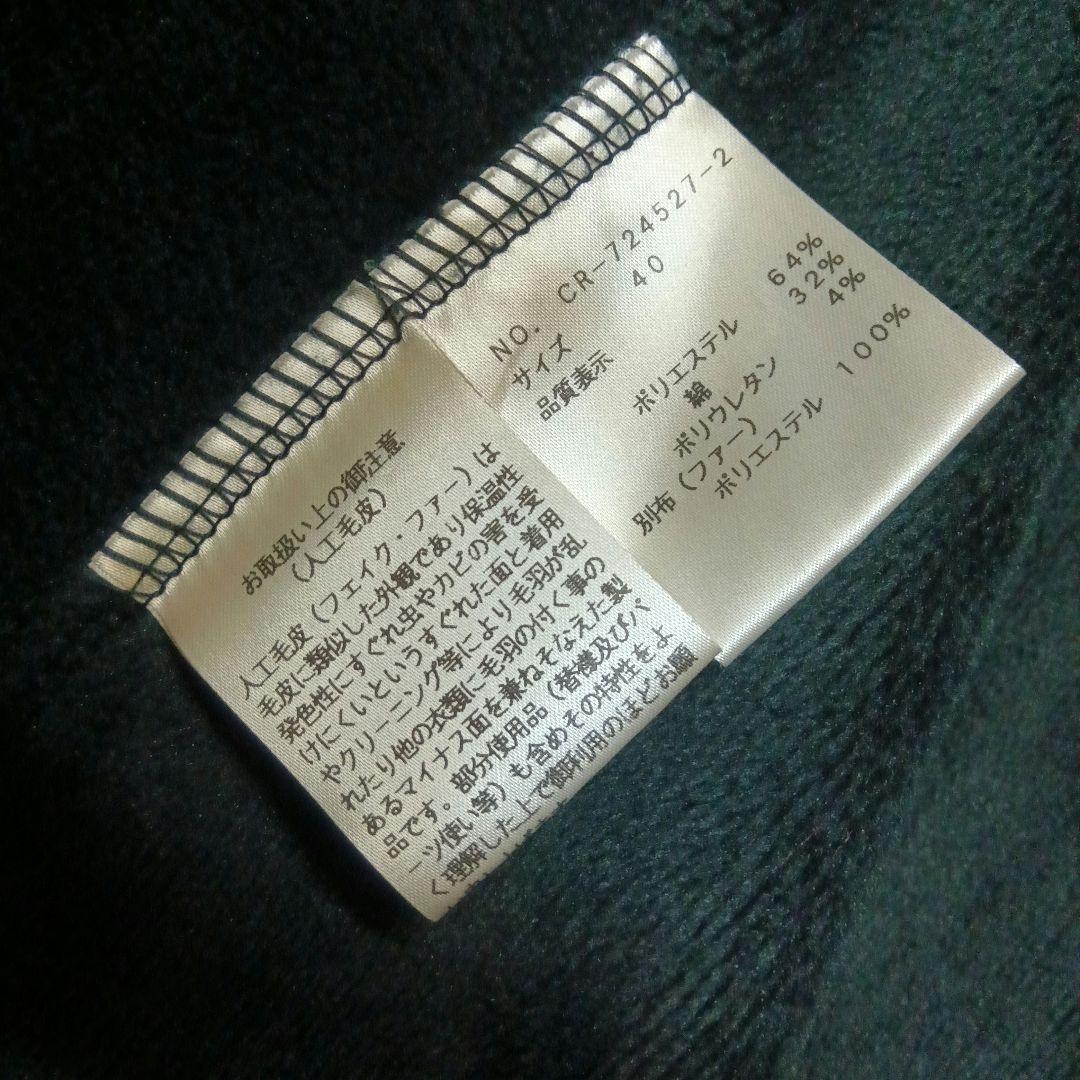 NO. CR-724527-2
サイズ 40
品質表示
ポリエステル 64%
綿 32%
ポリウレタン 4%
別布(ファー)
ポリエステル 100%
お取扱い上の御注意
(人工毛皮)
人工毛皮(フェイク・ファー)は
毛皮に類似した外観であり保温性
発色性にすぐれ虫やカビの害を受
けにくいというすぐれた面と着用
やクリーニング等により毛羽が乱
れたり他の衣類に毛羽の付く事の
あるマイナス面を兼ねそなえた製
品です。部分使用品(替襟及びパ
ーツ使い等)も含めその特性をよ
く理解した上で御利用のほどお願